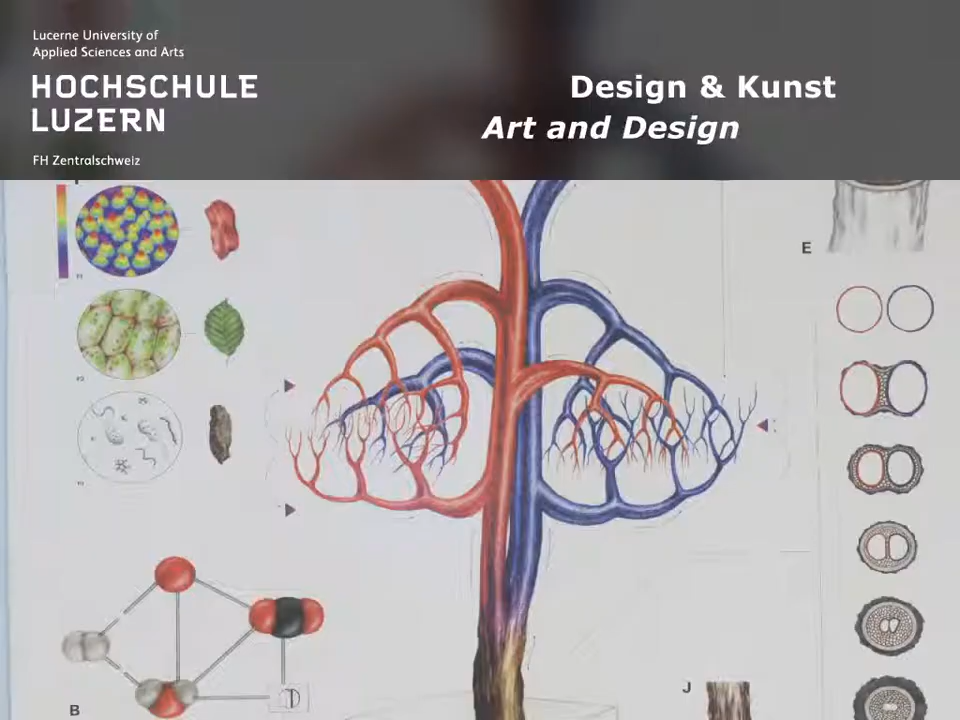 Lucerne University of
Applied Sciences and Arts
HOCHSCHULE
LUZERN
FH Zentralschweiz
Design & Kunst
Art and Design
E
J
B